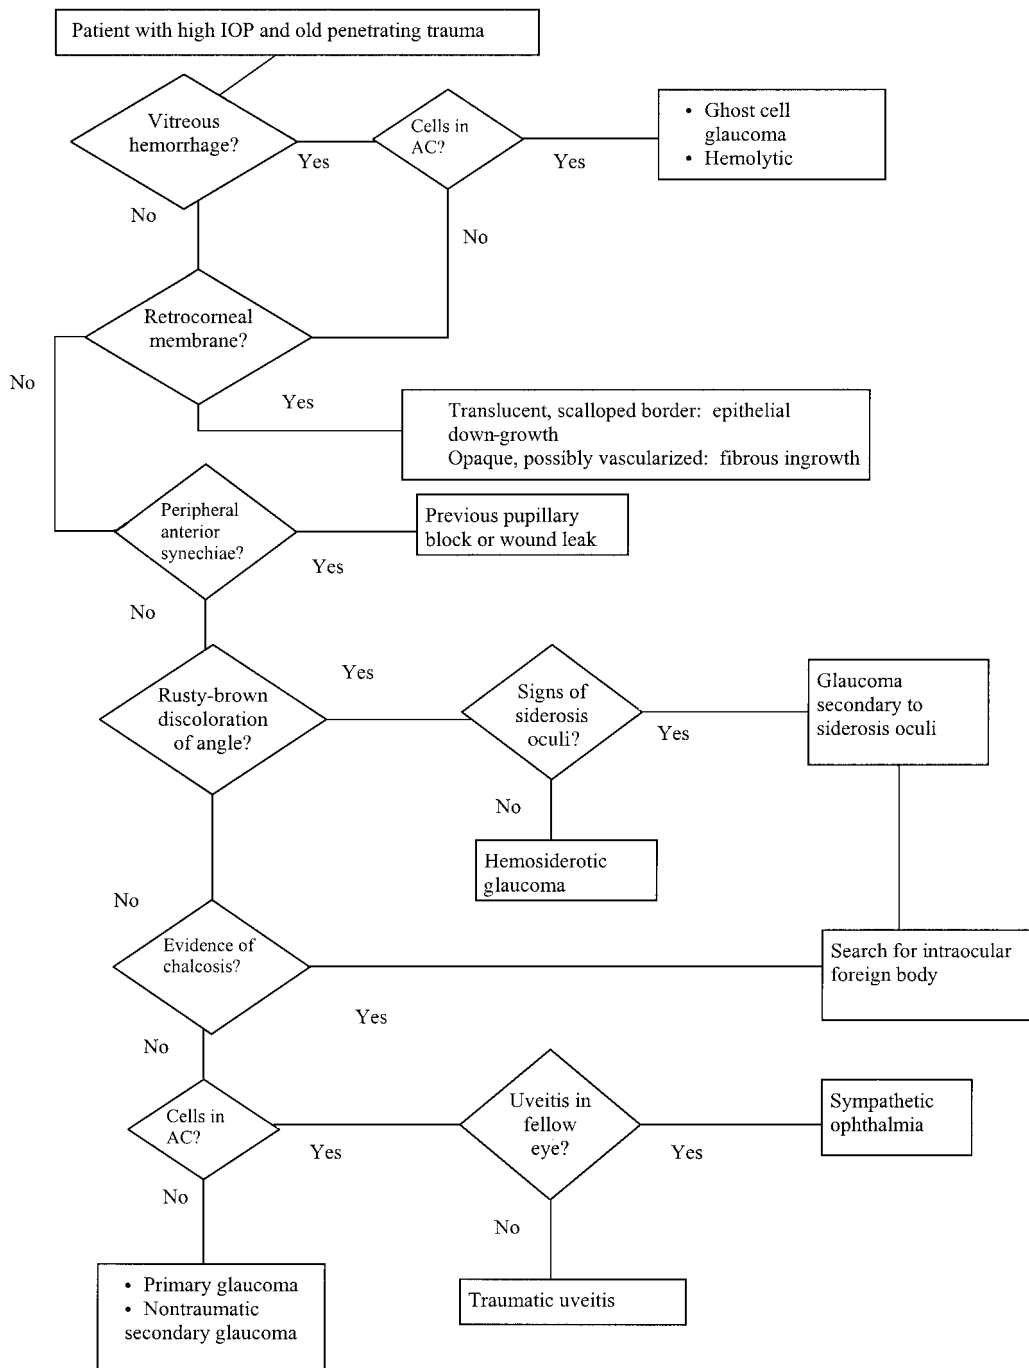 Patient with high IOP and old penetrating trauma
Vitreous
hemorrhage?
Yes
Cells in
AC?
Yes
• Ghost cell
glaucoma
• Hemolytic
No
No
Retrocorneal
membrane?
No
Yes
Translucent, scalloped border: epithelial
down-growth
Opaque, possibly vascularized: fibrous ingrowth
Peripheral
anterior
synechiae?
Yes
Previous pupillary
block or wound leak
No
Rusty-brown
discoloration
of angle?
Yes
Signs of
siderosis
oculi?
Yes
Glaucoma
secondary to
siderosis oculi
No
Hemosiderotic
glaucoma
No
Evidence of
chalcosis?
Yes
Search for intraocular
foreign body
No
Cells in
AC?
Yes
Uveitis in
fellow
eye?
Yes
Sympathetic
ophthalmia
No
No
• Primary glaucoma
• Nontraumatic
secondary glaucoma
Traumatic uveitis